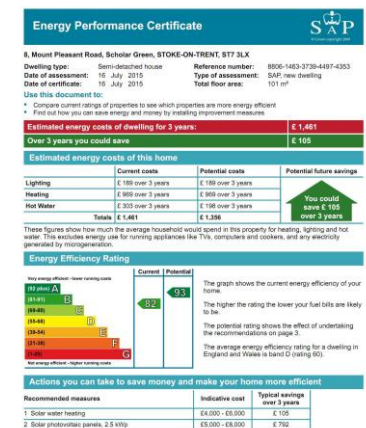 Energy Performance Certificate
SAP
8, Mount Pleasant Road, Scholar Green, STOKE-ON-TRENT, ST7 3LX
Dwelling type: Semi-detached house Reference number: 8806-1463-3739-4497-4353
Date of assessment: 16 July 2015 Type of assessment: SAP, new dwelling
Date of certificate: 16 July 2015 Total floor area: 101 m²
Use this document to:
• Compare current ratings of properties to see which properties are more energy efficient
• Find out how you can save energy and money by installing improvement measures
Estimated energy costs of dwelling for 3 years: £ 1,461
Over 3 years you could save £ 105
Estimated energy costs of this home
Current costs Potential costs Potential future savings
Lighting £ 189 over 3 years £ 189 over 3 years
Heating £ 969 over 3 years £ 969 over 3 years
Hot Water £ 303 over 3 years £ 198 over 3 years
Totals £ 1,461 £ 1,356
You could
save £ 105
over 3 years
These figures show how much the average household would spend in this property for heating, lighting and hot
water. This excludes energy use for running appliances like TVs, computers and cookers, and any electricity
generated by microgeneration.
Energy Efficiency Rating
Current Potential
Very energy efficient - lower running costs
(92 plus) A
(81-91) B
(69-80) C
(55-68) D
(39-54) E
(21-38) F
(1-20) G
Not energy efficient - higher running costs
82
93
The graph shows the current energy efficiency of your
home.
The higher the rating the lower your fuel bills are likely
to be.
The potential rating shows the effect of undertaking
the recommendations on page 3.
The average energy efficiency rating for a dwelling in
England and Wales is band D (rating 60).
Actions you can take to save money and make your home more efficient
Recommended measures Indicative cost Typical savings
over 3 years
1 Solar water heating £4,000 - £6,000 £ 105
2 Solar photovoltaic panels, 2.5 kWp £5,000 - £8,000 £ 792